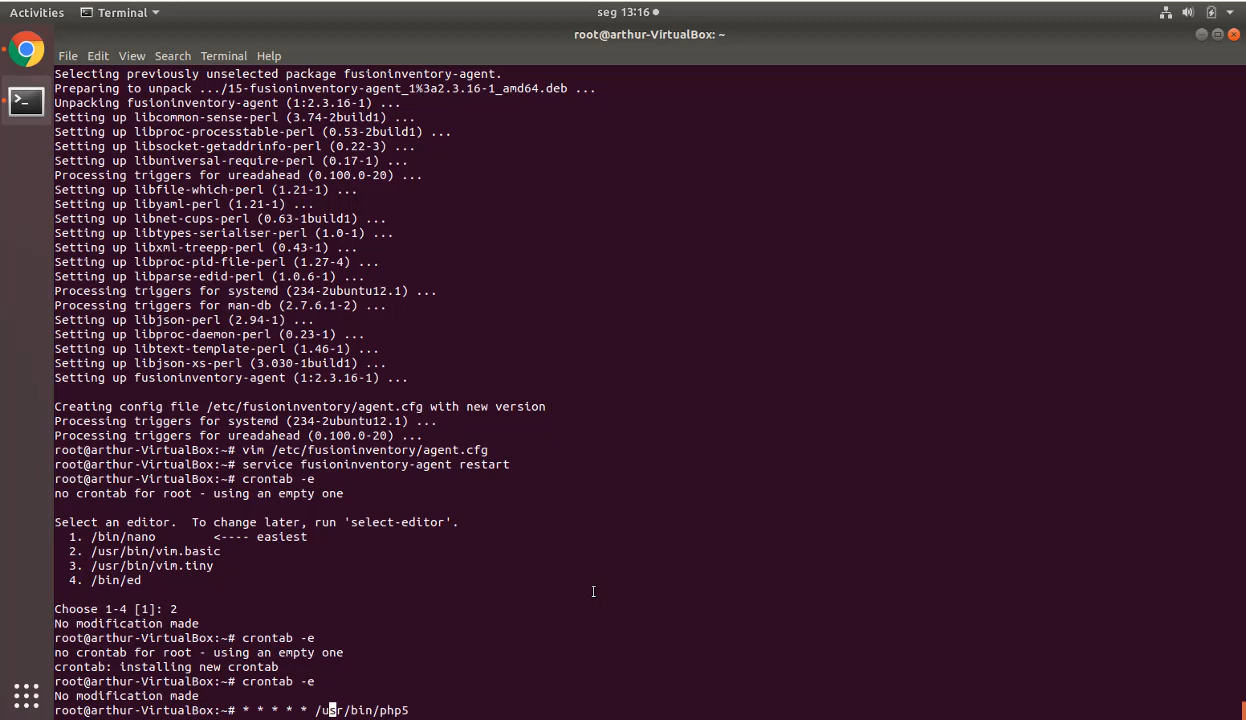 Activities
Terminal
seg 13:16
root@arthur-VirtualBox: ~
File Edit View Search Terminal Help
Selecting previously unselected package fusioninventory-agent.
Preparing to unpack .../15-fusioninventory-agent_1%3a2.3.16-1_amd64.deb ...
Unpacking fusioninventory-agent (1:2.3.16-1) ...
Setting up libcommon-sense-perl (3.74-2build1) ...
Setting up libproc-processtable-perl (0.53-2build1) ...
Setting up libsocket-getaddrinfo-perl (0.22-3) ...
Setting up libuniversal-require-perl (0.17-1) ...
Processing triggers for ureadahead (0.100.0-20) ...
Setting up libfile-which-perl (1.21-1) ...
Setting up libyaml-perl (1.21-1) ...
Setting up libnet-cups-perl (0.63-1build1) ...
Setting up libtypes-serialiser-perl (1.0-1) ...
Setting up libxml-treepp-perl (0.43-1) ...
Setting up libproc-pid-file-perl (1.27-4) ...
Setting up libparse-edid-perl (1.0.6-1) ...
Processing triggers for systemd (234-2ubuntu12.1) ...
Processing triggers for man-db (2.7.6.1-2) ...
Setting up libjson-perl (2.94-1) ...
Setting up libproc-daemon-perl (0.23-1) ...
Setting up libtext-template-perl (1.46-1) ...
Setting up libjson-xs-perl (3.030-1build1) ...
Setting up fusioninventory-agent (1:2.3.16-1) ...
Creating config file /etc/fusioninventory/agent.cfg with new version
Processing triggers for systemd (234-2ubuntu12.1) ...
Processing triggers for ureadahead (0.100.0-20) ...
root@arthur-VirtualBox:~# vim /etc/fusioninventory/agent.cfg
root@arthur-VirtualBox:~# service fusioninventory-agent restart
root@arthur-VirtualBox:~# crontab -e
no crontab for root - using an empty one
Select an editor.  To change later, run 'select-editor'.
1. /bin/nano        <---- easiest
2. /usr/bin/vim.basic
3. /usr/bin/vim.tiny
4. /bin/ed
Choose 1-4 [1]: 2
No modification made
root@arthur-VirtualBox:~# crontab -e
no crontab for root - using an empty one
crontab: installing new crontab
root@arthur-VirtualBox:~# crontab -e
No modification made
root@arthur-VirtualBox:~# * * * * * /usr/bin/php5